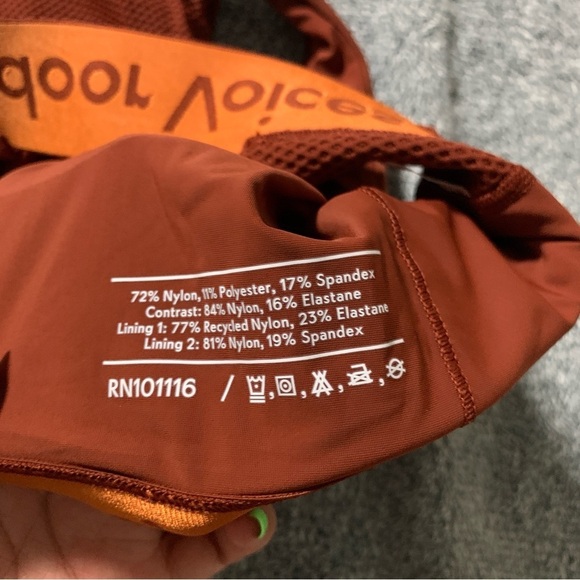 door Voices
72% Nylon, 11% Polyester, 17% Spandex
Contrast: 84% Nylon, 16% Elastane
Lining 1: 77% Recycled Nylon, 23% Elastane
Lining 2: 81% Nylon, 19% Spandex
RN101116 /